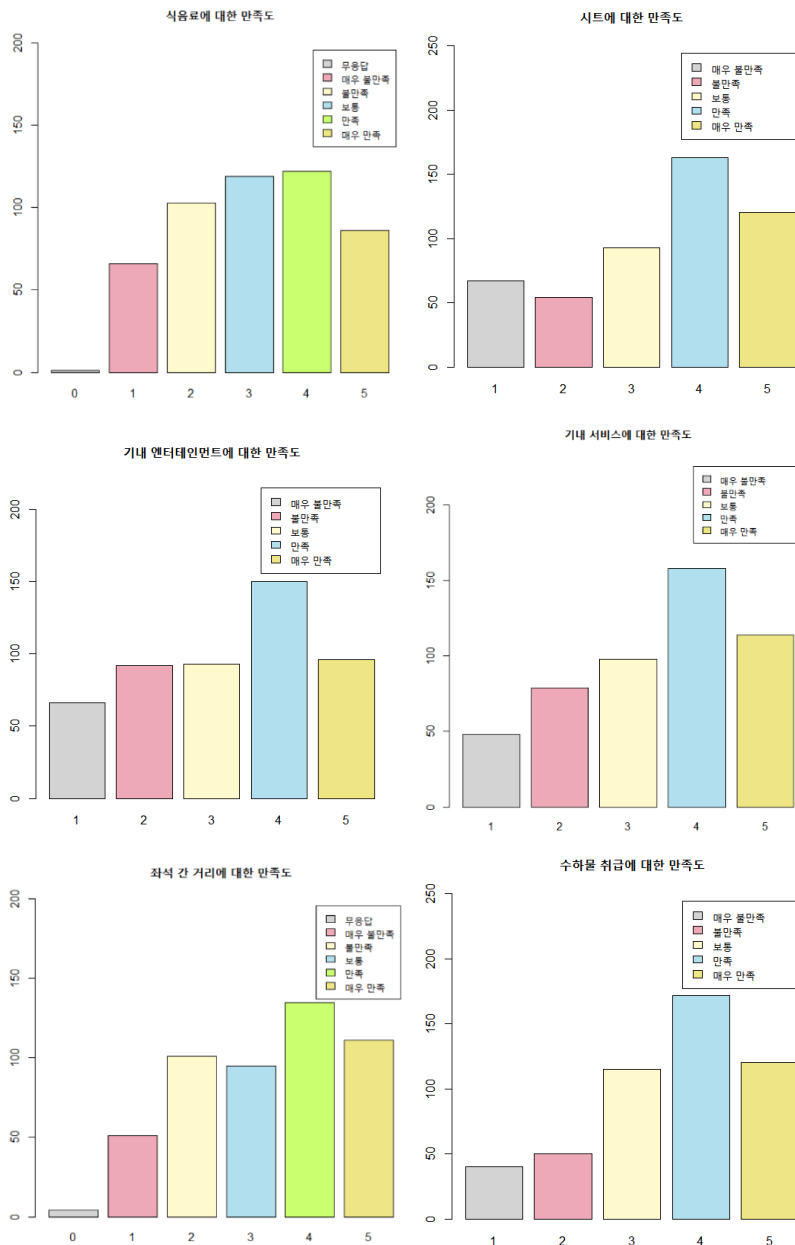 식음료에 대한 만족도
200
150
100
50
0
무응답
매우 불만족
불만족
보통
만족
매우 만족
0 1 2 3 4 5
시트에 대한 만족도
250
200
150
100
50
0
매우 불만족
불만족
보통
만족
매우 만족
1 2 3 4 5
기내 엔터테인먼트에 대한 만족도
200
150
100
50
0
매우 불만족
불만족
보통
만족
매우 만족
1 2 3 4 5
기내 서비스에 대한 만족도
200
150
100
50
0
매우 불만족
불만족
보통
만족
매우 만족
1 2 3 4 5
좌석 간 거리에 대한 만족도
200
150
100
50
0
무응답
매우 불만족
불만족
보통
만족
매우 만족
0 1 2 3 4 5
수하물 취급에 대한 만족도
250
200
150
100
50
0
매우 불만족
불만족
보통
만족
매우 만족
1 2 3 4 5